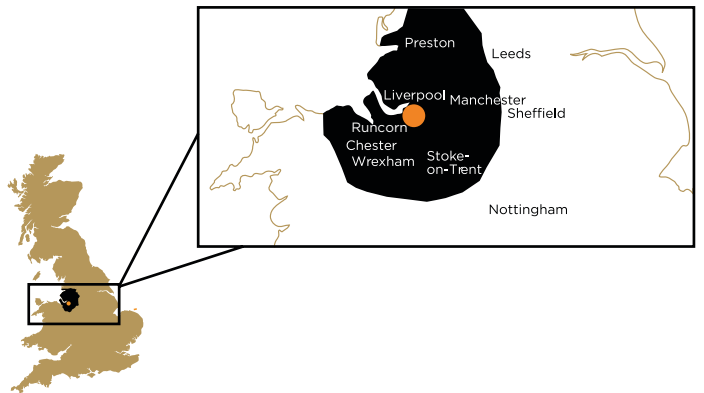 Preston
Leeds
Liverpool
Manchester
Sheffield
Runcorn
Chester
Wrexham
Stoke-
on-Trent
Nottingham